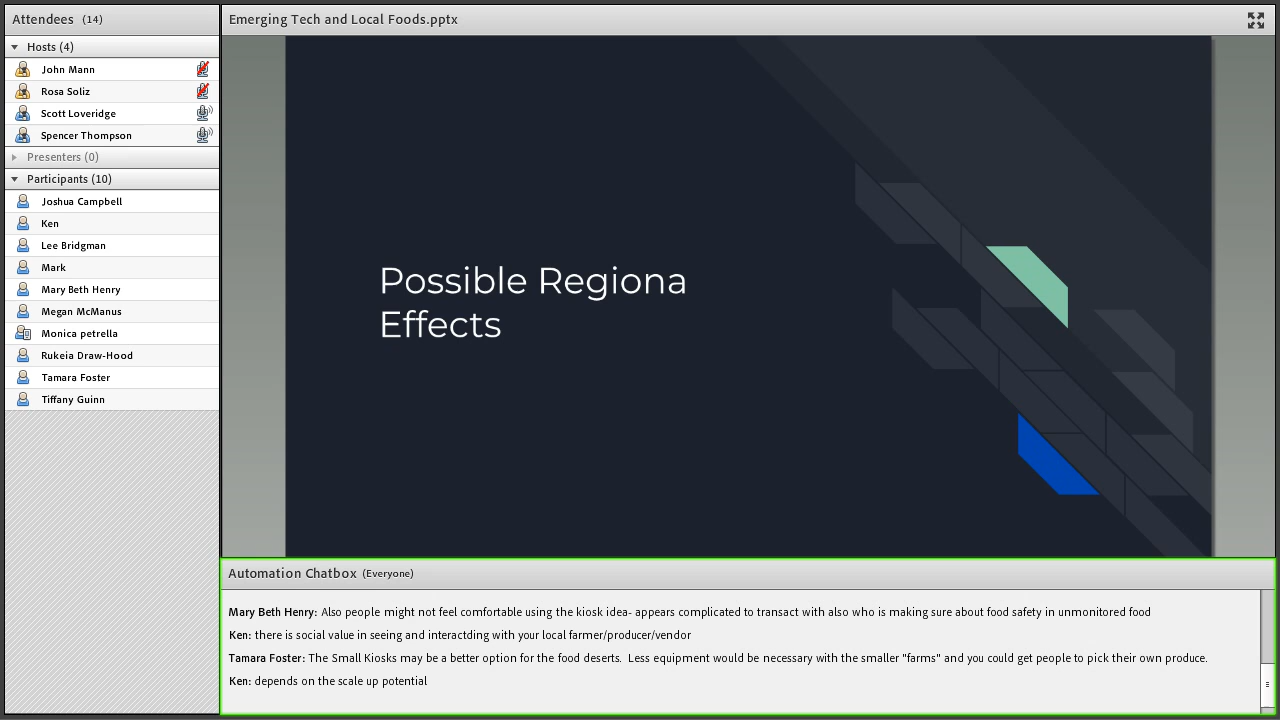 Attendees (14)
Hosts (4)
John Mann
Rosa Soliz
Scott Loveridge
Spencer Thompson
Presenters (0)
Participants (10)
Joshua Campbell
Ken
Lee Bridgman
Mark
Mary Beth Henry
Megan McManus
Monica petrella
Rukeia Draw-Hood
Tamara Foster
Tiffany Guinn
Emerging Tech and Local Foods.pptx
Possible Regiona
Effects
Automation Chatbox (Everyone)
Mary Beth Henry: Also people might not feel comfortable using the kiosk idea- appears complicated to transact with also who is making sure about food safety in unmonitored food
Ken: there is social value in seeing and interactding with your local farmer/producer/vendor
Tamara Foster: The Small Kiosks may be a better option for the food deserts. Less equipment would be necessary with the smaller "farms" and you could get people to pick their own produce.
Ken: depends on the scale up potential